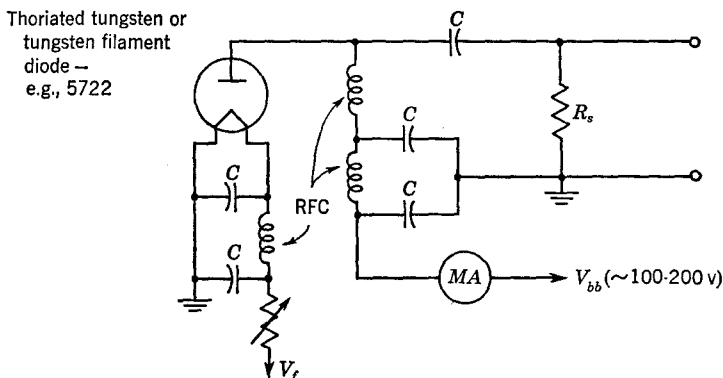 Thoriated tungsten or
tungsten filament
diode –
e.g., 5722
C
C
R_s
C
RFC
C
C
MA
V_bb (~100-200 v)
V_f